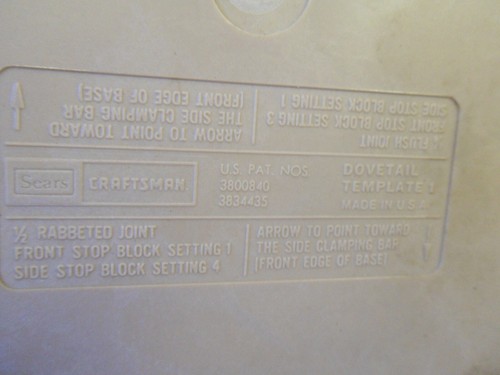 FLUSH JOINT
FRONT STOP BLOCK SETTING 3
SIDE STOP BLOCK SETTING 1
ARROW TO POINT TOWARD
THE SIDE CLAMPING BAR
(FRONT EDGE OF BASE)
Sears CRAFTSMAN
U.S. PAT. NOS.
3800840
3834435
DOVETAIL
TEMPLATE 1
MADE IN U.S.A.
½ RABBETED JOINT
FRONT STOP BLOCK SETTING 1
SIDE STOP BLOCK SETTING 4
ARROW TO POINT TOWARD
THE SIDE CLAMPING BAR
(FRONT EDGE OF BASE)